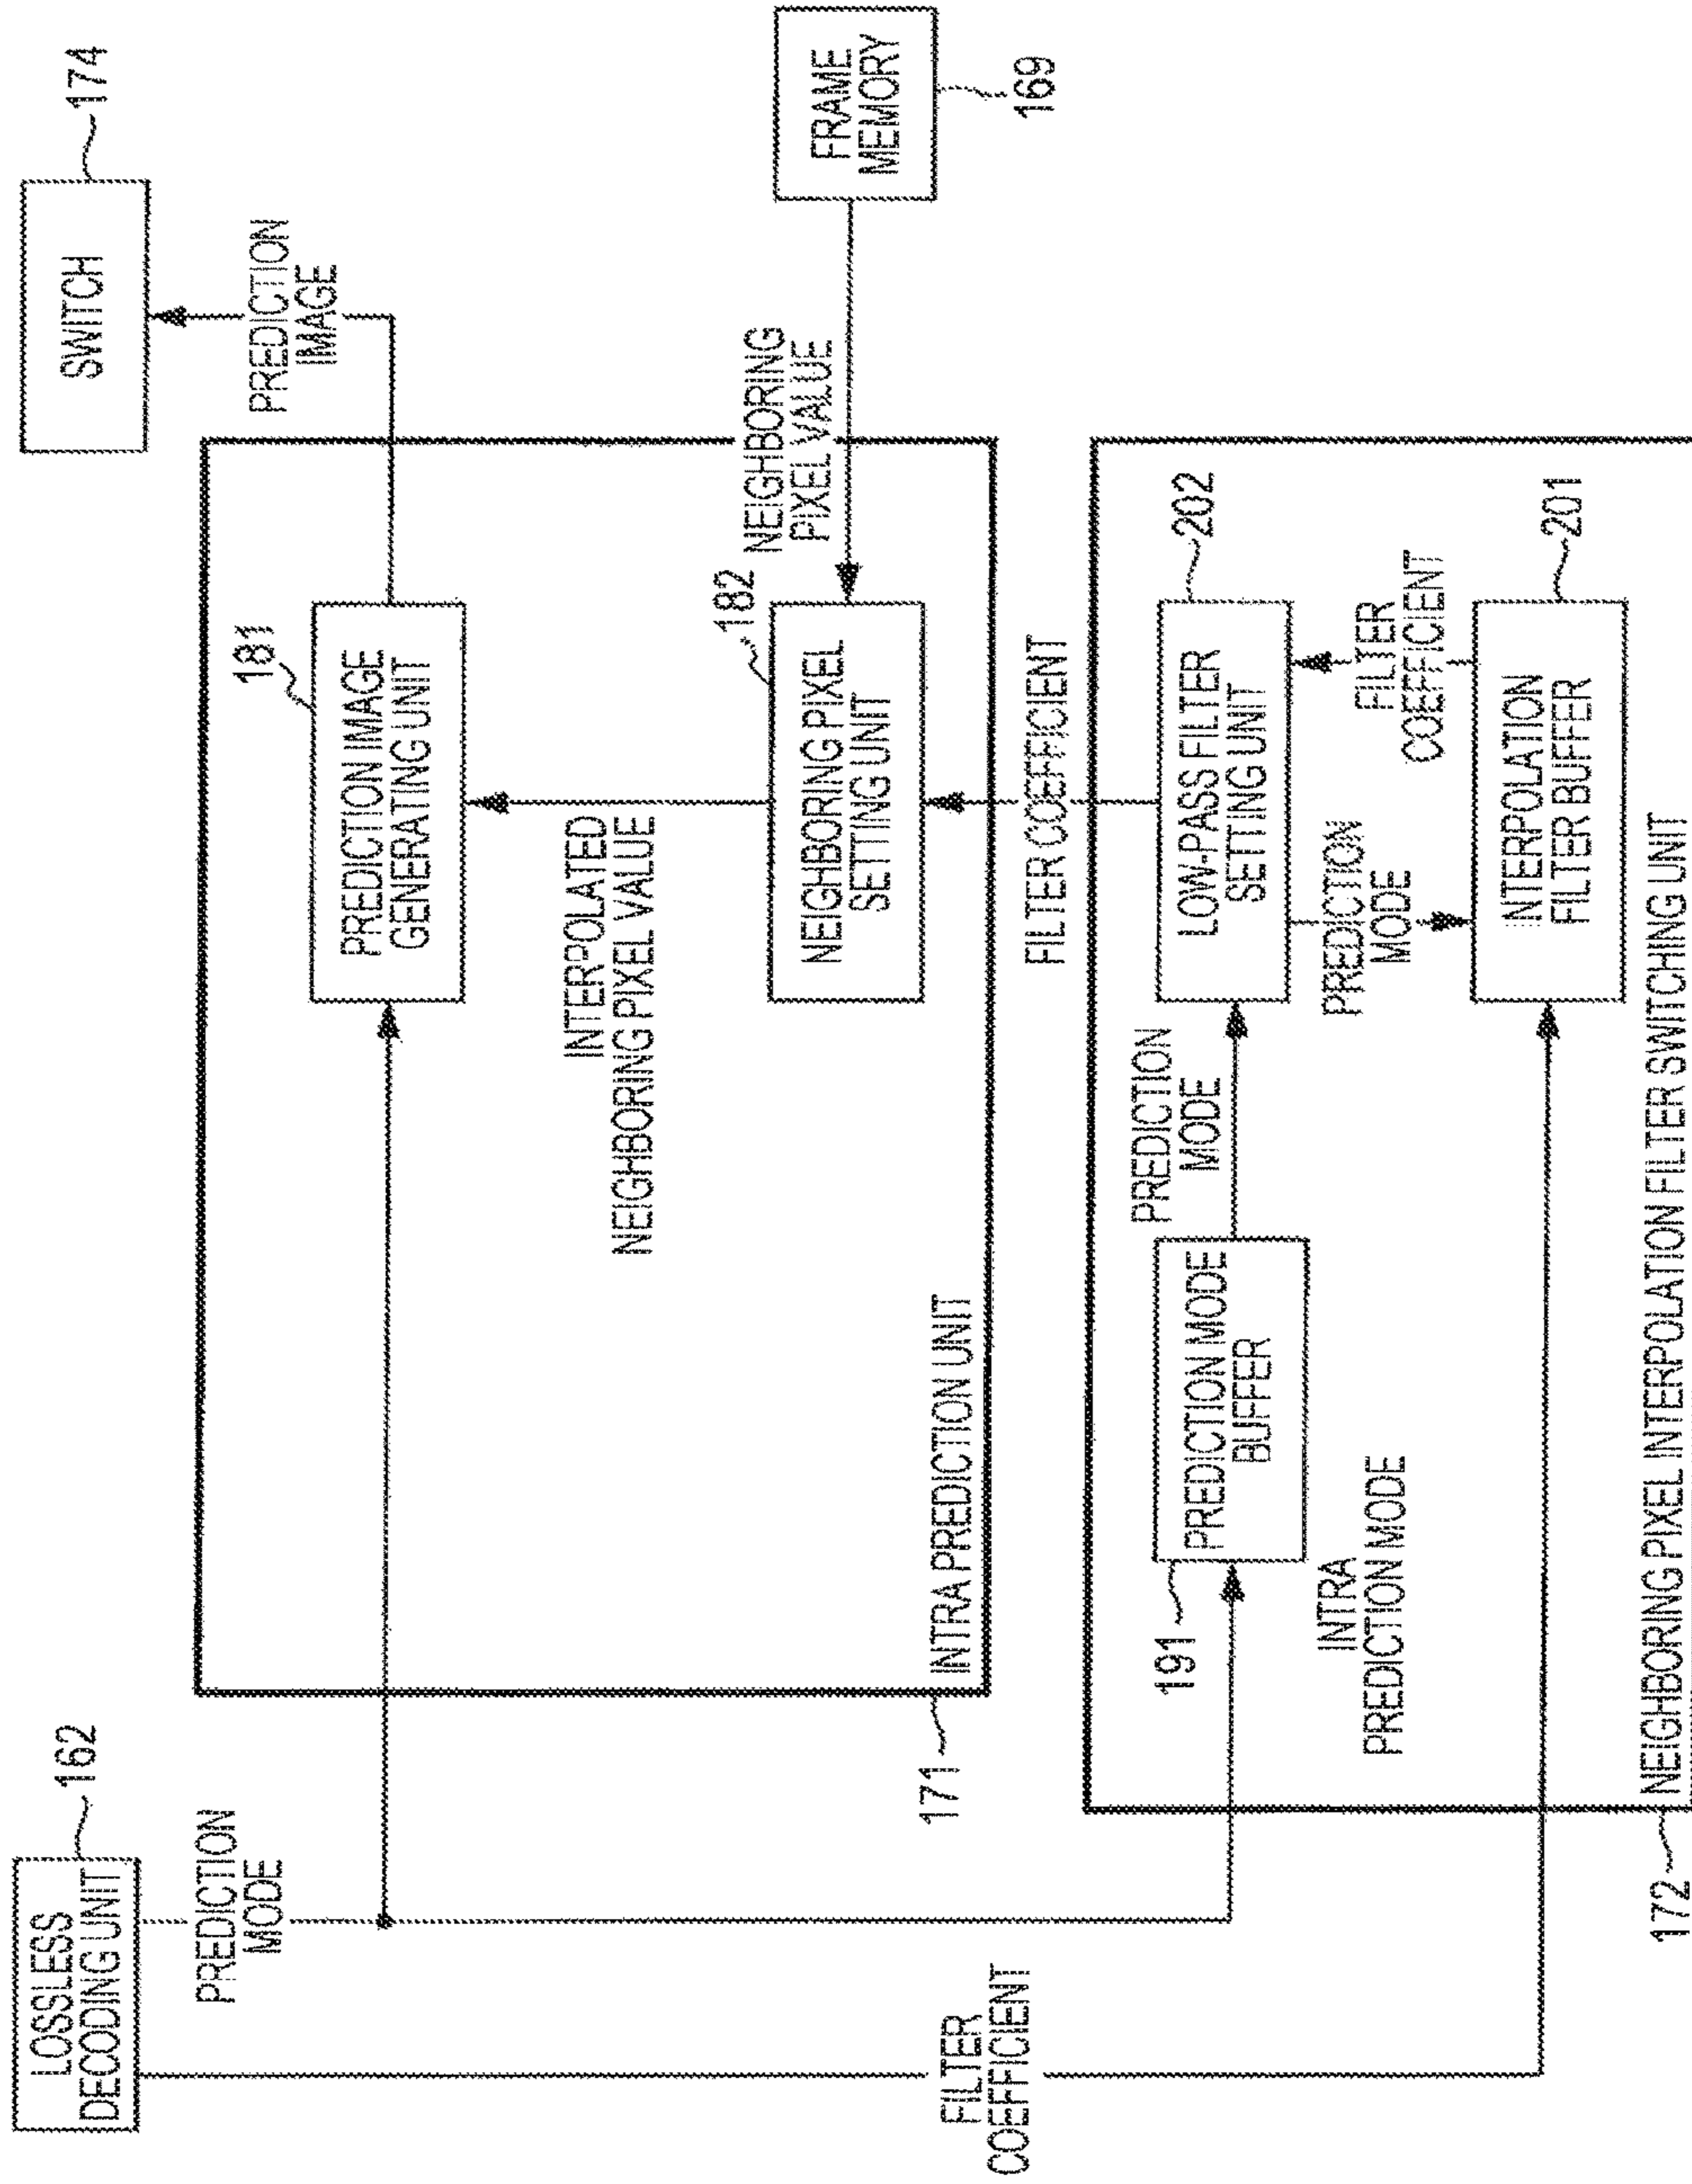 162
LOSSLESS
DECODING UNIT
PREDICTION
MODE
FILTER
COEFFICIENT
174
SWITCH
PREDICTION
IMAGE
181
PREDICTION IMAGE
GENERATING UNIT
INTERPOLATED
NEIGHBORING PIXEL VALUE
182
NEIGHBORING PIXEL
SETTING UNIT
NEIGHBORING
PIXEL VALUE
FRAME
MEMORY
169
INTRA PREDICTION UNIT
171
FILTER COEFFICIENT
191
PREDICTION MODE
BUFFER
INTRA
PREDICTION MODE
PREDICTION
MODE
202
LOW-PASS FILTER
SETTING UNIT
PREDICTION
MODE
FILTER
COEFFICIENT
201
INTERPOLATION
FILTER BUFFER
172
NEIGHBORING PIXEL INTERPOLATION FILTER SWITCHING UNIT